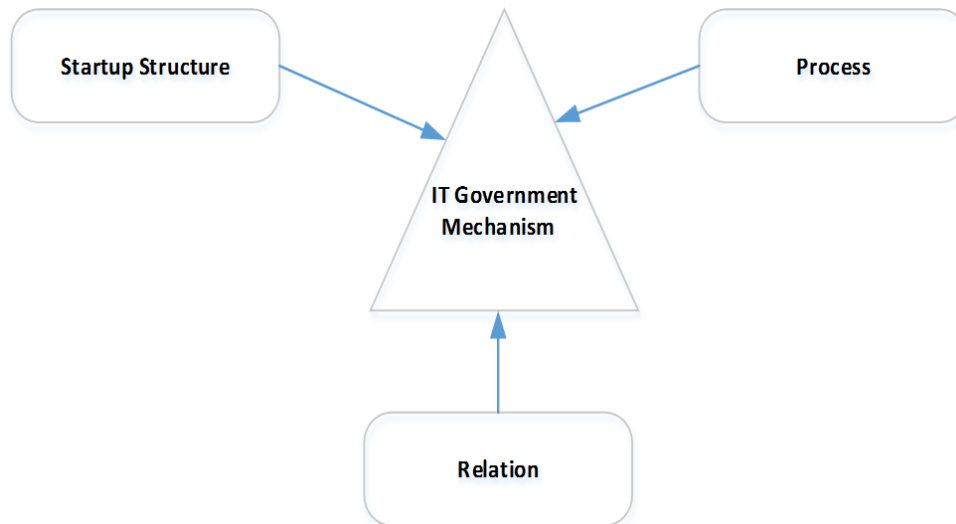 Startup Structure
Process
IT Government
Mechanism
Relation